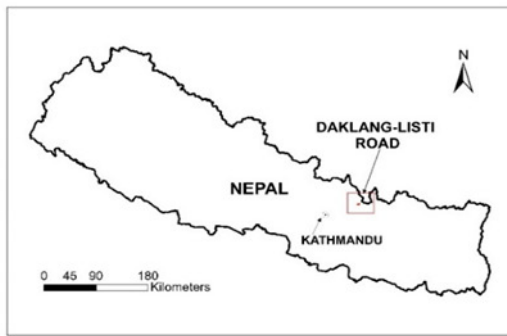 N
DAKLANG-LISTI
ROAD
NEPAL
KATHMANDU
0 45 90 180
Kilometers